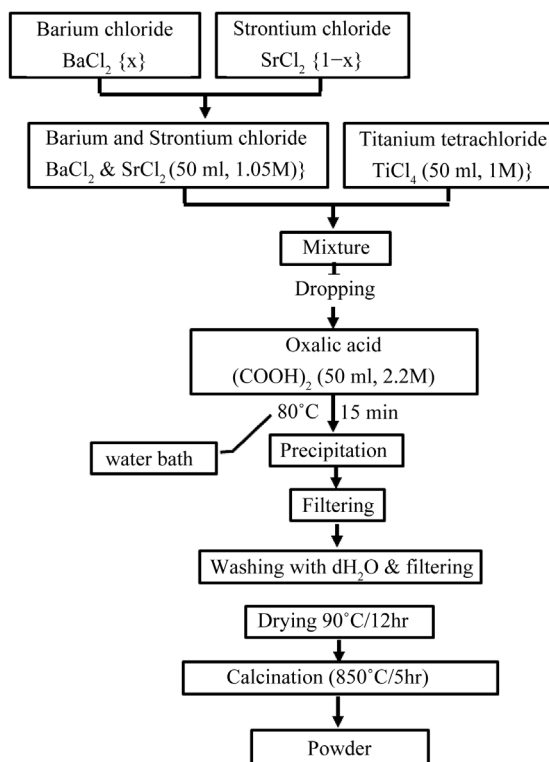 Barium chloride
BaCl₂ {x}
Strontium chloride
SrCl₂ {1−x}
Barium and Strontium chloride
BaCl₂ & SrCl₂ (50 ml, 1.05M)}
Titanium tetrachloride
TiCl₄ (50 ml, 1M)}
Mixture
Dropping
Oxalic acid
(COOH)₂ (50 ml, 2.2M)
80˚C 15 min
water bath
Precipitation
Filtering
Washing with dH₂O & filtering
Drying 90˚C/12hr
Calcination (850˚C/5hr)
Powder